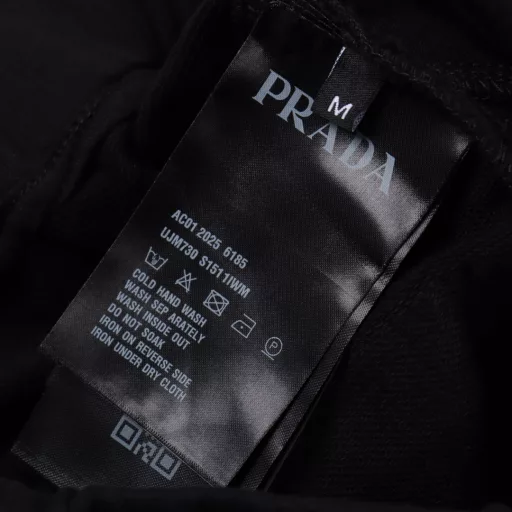 M
PRADA
AC01 2025 6185
UJM730 S15111WM
P
COLD HAND WASH
WASH SEP ARATELY
WASH INSIDE OUT
DO NOT SOAK
IRON ON REVERSE SIDE
IRON UNDER DRY CLOTH